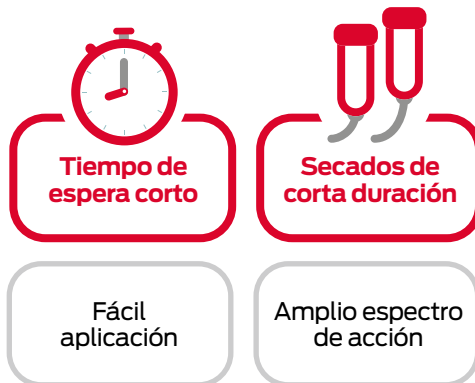 Tiempo de
espera corto
Secados de
corta duración
Fácil
aplicación
Amplio espectro
de acción